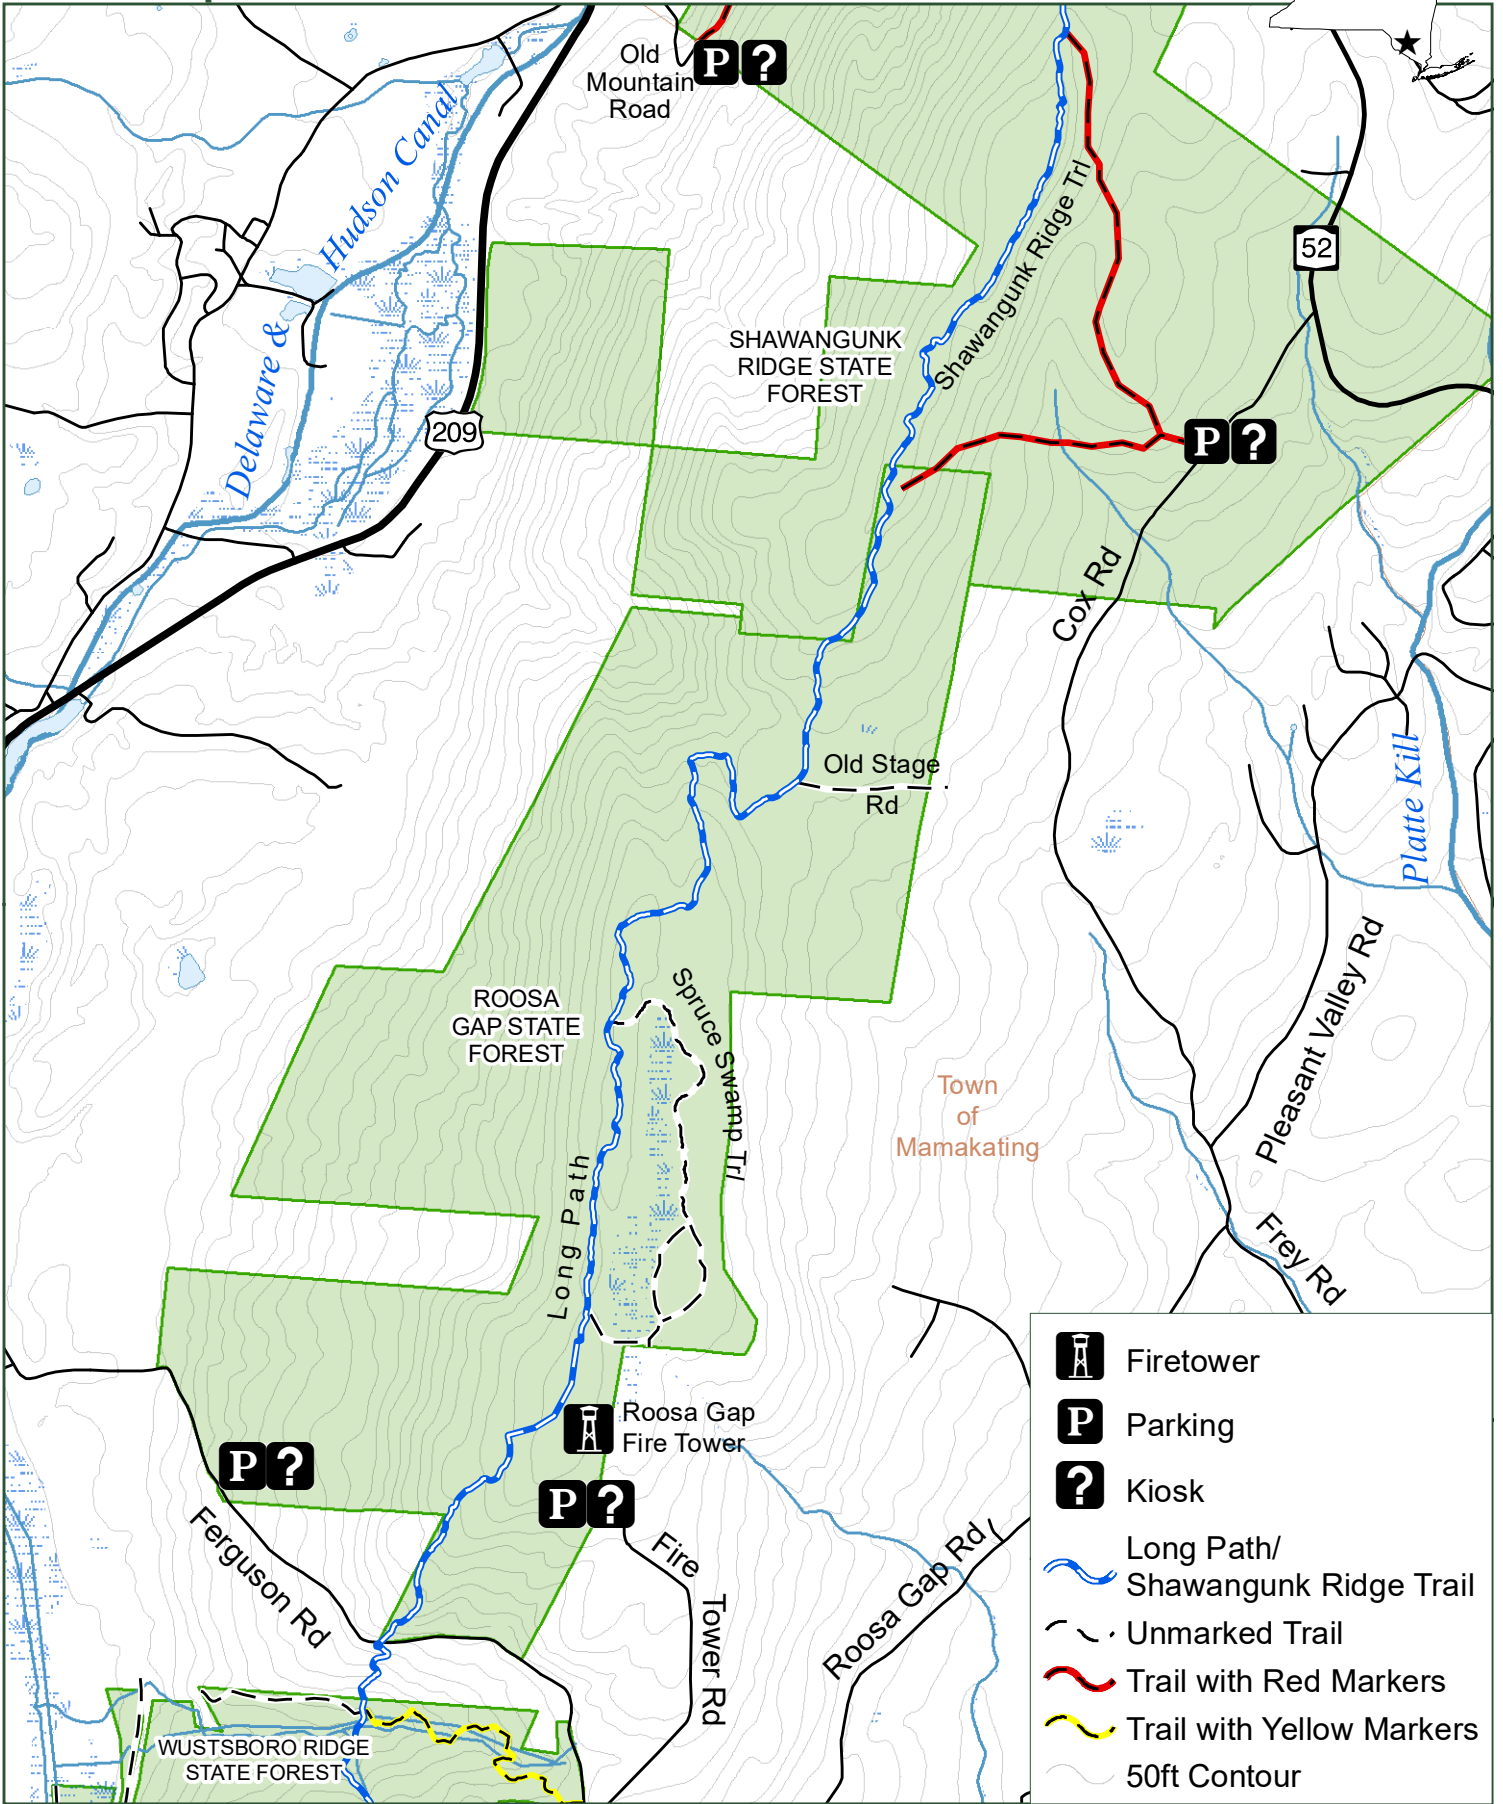 Old
Mountain
Road
P ?
Hudson Canal
Delaware &
209
52
SHAWANGUNK
RIDGE STATE
FOREST
Shawangunk Ridge Trl
P ?
Cox Rd
Old Stage
Rd
Platte Kill
Pleasant Valley Rd
ROOSA
GAP STATE
FOREST
Spruce Swamp Trl
Town
of
Mamakating
Long Path
Frey Rd
Roosa Gap
Fire Tower
P ?
P ?
Ferguson Rd
Fire
Tower Rd
Roosa Gap Rd
WUSTSBORO RIDGE
STATE FOREST
Firetower
P Parking
? Kiosk
Long Path/
Shawangunk Ridge Trail
Unmarked Trail
Trail with Red Markers
Trail with Yellow Markers
50ft Contour